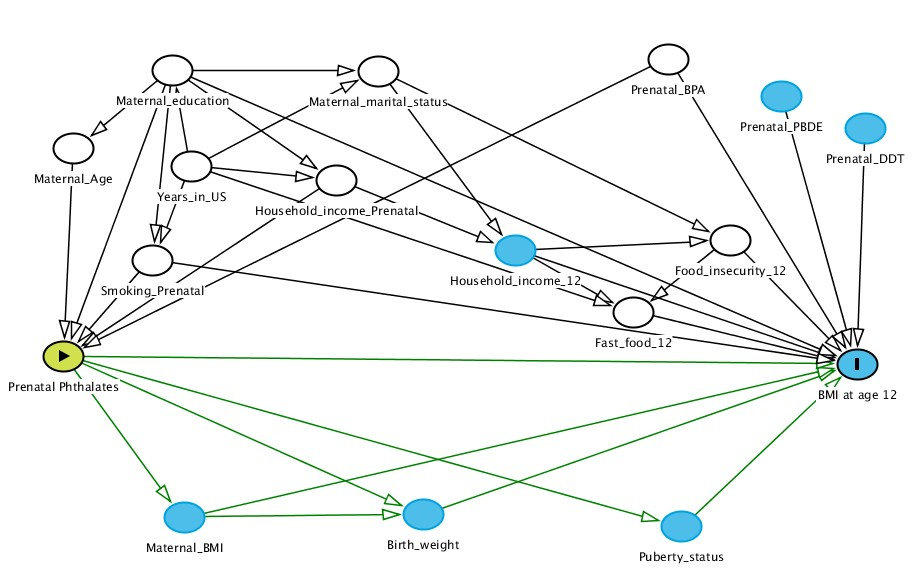 Maternal_education
Maternal_marital_status
Prenatal_BPA
Prenatal_PBDE
Prenatal_DDT
Maternal_Age
Years_in_US
Household_income_Prenatal
Food_insecurity_12
Household_income_12
Smoking_Prenatal
Fast_food_12
Prenatal Phthalates
BMI at age 12
Maternal_BMI
Birth_weight
Puberty_status